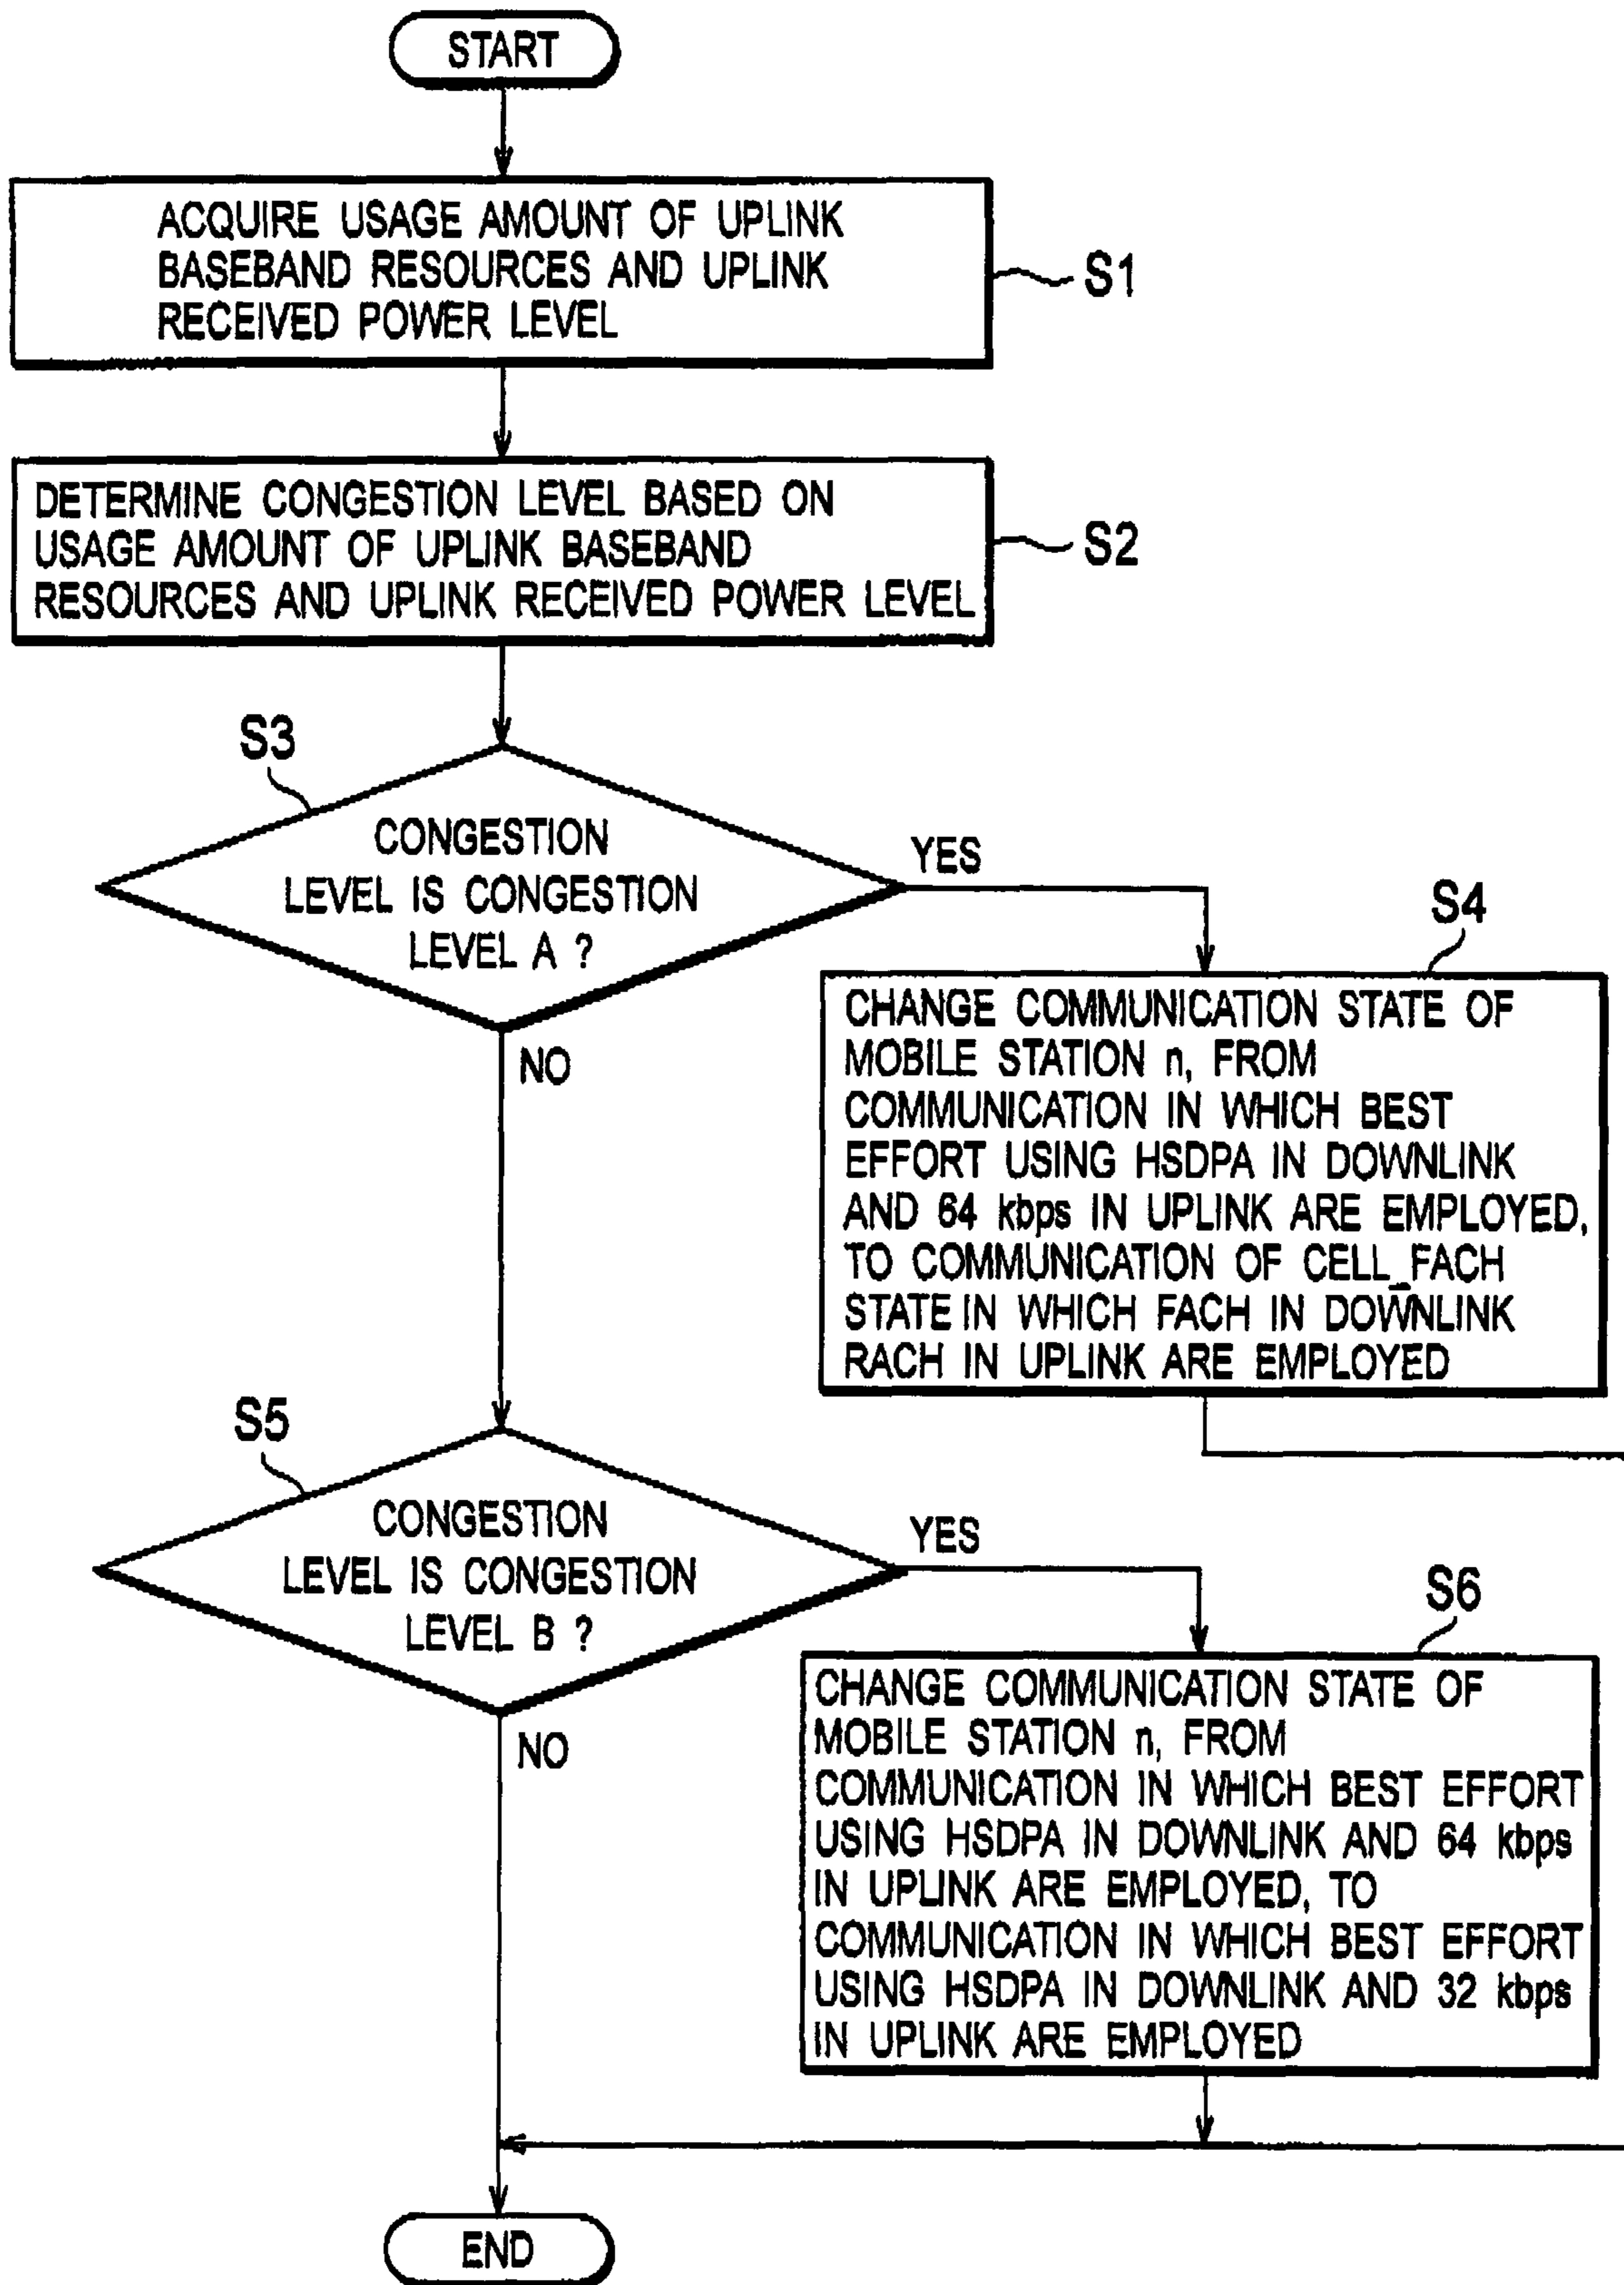 START
ACQUIRE USAGE AMOUNT OF UPLINK
BASEBAND RESOURCES AND UPLINK
RECEIVED POWER LEVEL
S1
DETERMINE CONGESTION LEVEL BASED ON
USAGE AMOUNT OF UPLINK BASEBAND
RESOURCES AND UPLINK RECEIVED POWER LEVEL
S2
S3
CONGESTION
LEVEL IS CONGESTION
LEVEL A ?
YES
NO
S4
CHANGE COMMUNICATION STATE OF
MOBILE STATION n, FROM
COMMUNICATION IN WHICH BEST
EFFORT USING HSDPA IN DOWNLINK
AND 64 kbps IN UPLINK ARE EMPLOYED,
TO COMMUNICATION OF CELL_FACH
STATE IN WHICH FACH IN DOWNLINK
RACH IN UPLINK ARE EMPLOYED
S5
CONGESTION
LEVEL IS CONGESTION
LEVEL B ?
YES
NO
S6
CHANGE COMMUNICATION STATE OF
MOBILE STATION n, FROM
COMMUNICATION IN WHICH BEST EFFORT
USING HSDPA IN DOWNLINK AND 64 kbps
IN UPLINK ARE EMPLOYED, TO
COMMUNICATION IN WHICH BEST EFFORT
USING HSDPA IN DOWNLINK AND 32 kbps
IN UPLINK ARE EMPLOYED
END